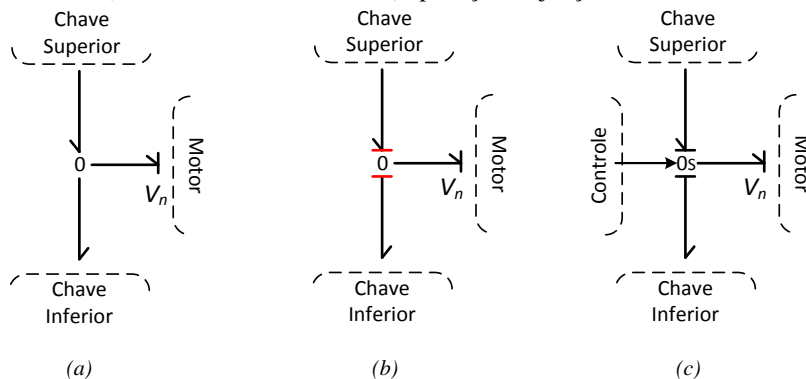 Chave
Superior
0
Motor
Vn
Chave
Inferior
(a)
Chave
Superior
0
Motor
Vn
Chave
Inferior
(b)
Chave
Superior
Controle
0s
Motor
Vn
Chave
Inferior
(c)